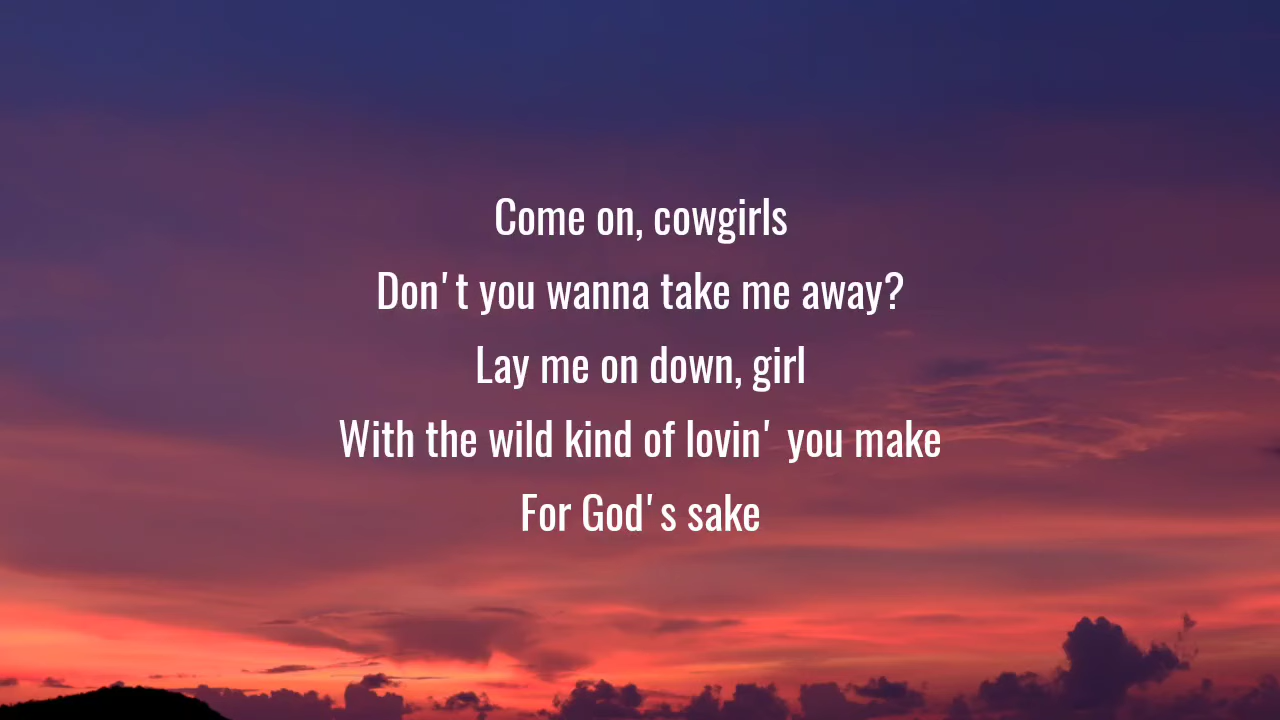 Come on, cowgirls
Don't you wanna take me away?
Lay me on down, girl
With the wild kind of lovin' you make
For God's sake